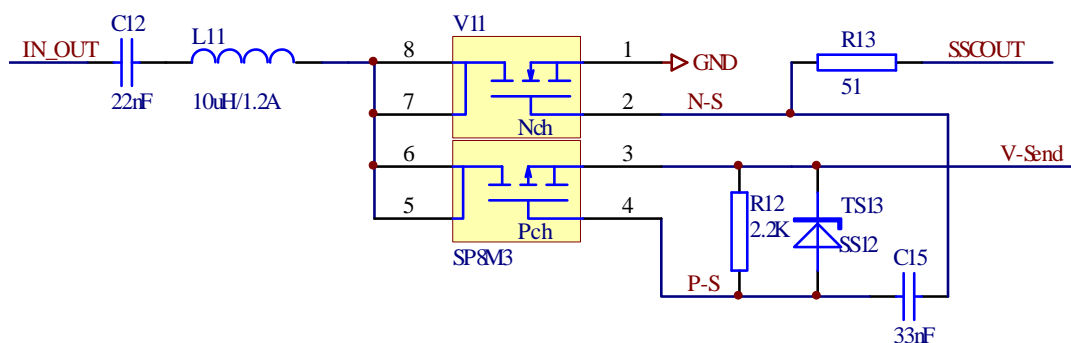 C12
IN_OUT
22nF
L11
10uH/1.2A
V11
8
7
6
5
1
2
3
4
Nch
Pch
SP8M3
GND
N-S
R13
51
SSCOUT
V-Send
R12
2.2K
TS13
SS12
P-S
C15
33nF